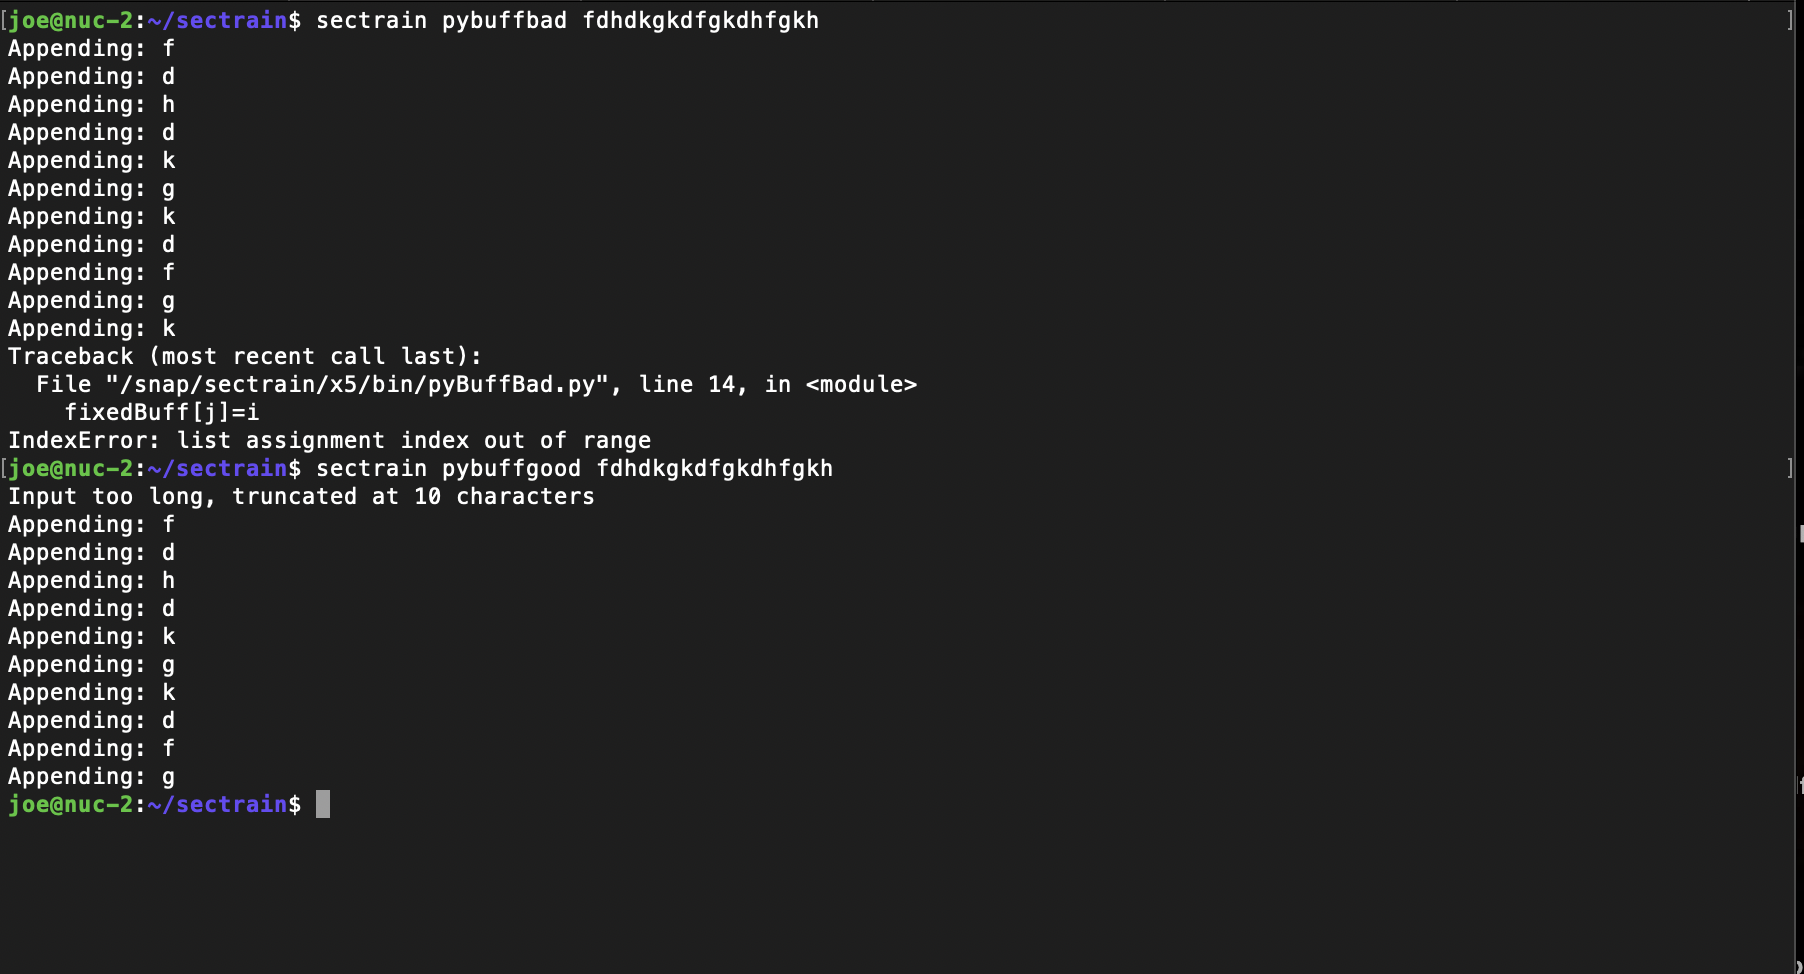 [joe@nuc-2:~/sectrain$ sectrain pybuffbad fdhdkgkdfgkdhfgkh ]
Appending: f
Appending: d
Appending: h
Appending: d
Appending: k
Appending: g
Appending: k
Appending: d
Appending: f
Appending: g
Appending: k
Traceback (most recent call last):
  File "/snap/sectrain/x5/bin/pyBuffBad.py", line 14, in <module>
    fixedBuff[j]=i
IndexError: list assignment index out of range
[joe@nuc-2:~/sectrain$ sectrain pybuffgood fdhdkgkdfgkdhfgkh ]
Input too long, truncated at 10 characters
Appending: f
Appending: d
Appending: h
Appending: d
Appending: k
Appending: g
Appending: k
Appending: d
Appending: f
Appending: g
joe@nuc-2:~/sectrain$